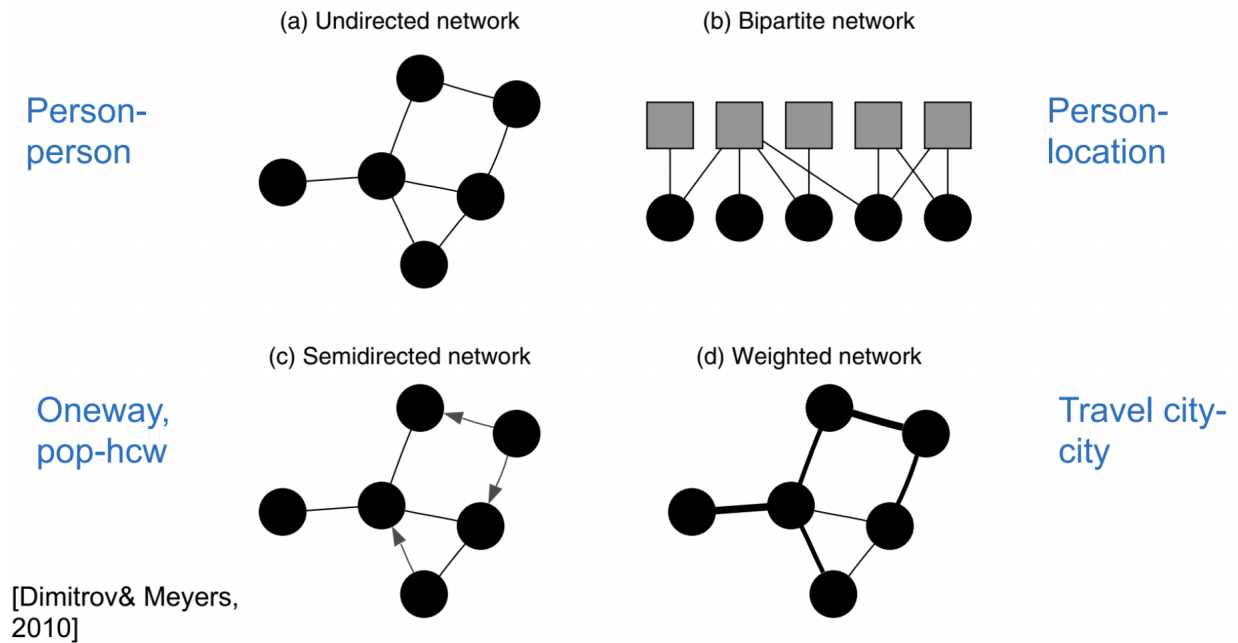 (a) Undirected network
(b) Bipartite network
Person-
person
Person-
location
(c) Semidirected network
(d) Weighted network
Oneway,
pop-hcw
Travel city-
city
[Dimitrov& Meyers,
2010]